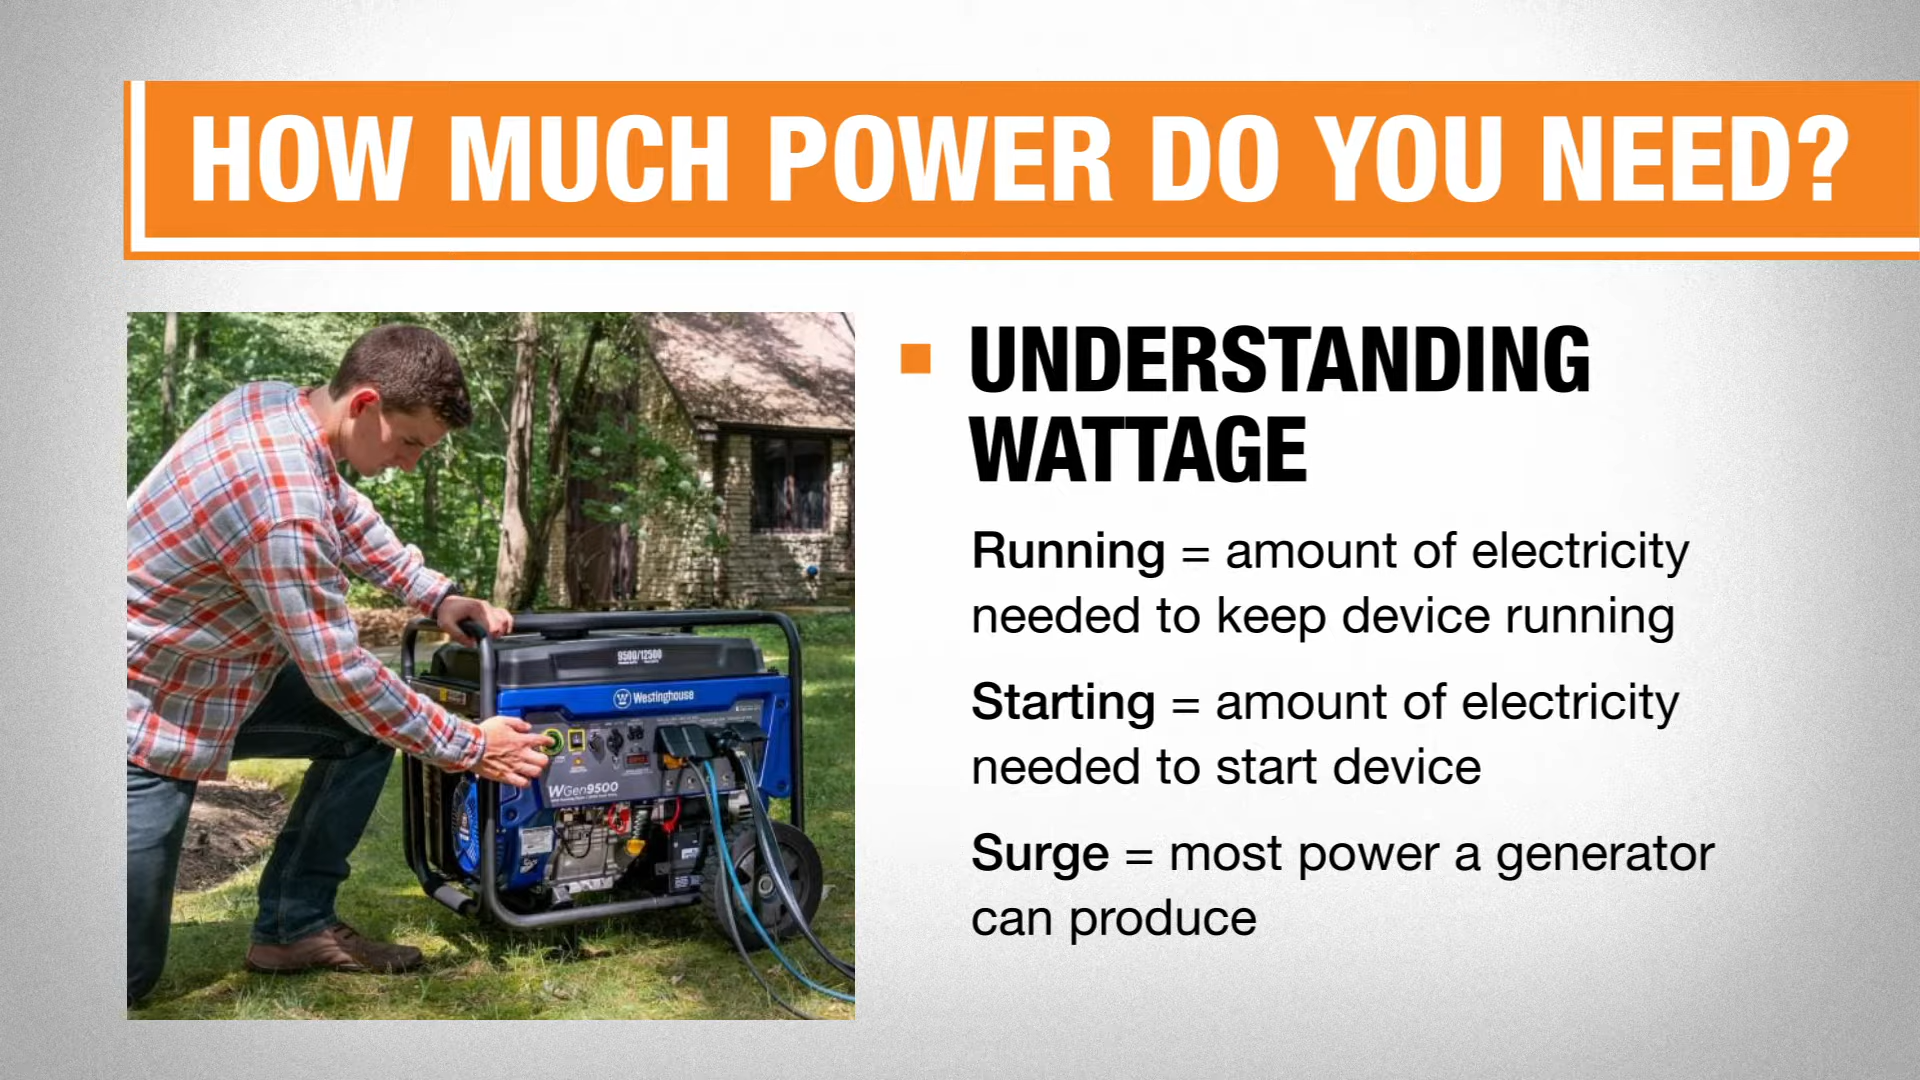 HOW MUCH POWER DO YOU NEED?
UNDERSTANDING
WATTAGE
Running = amount of electricity
needed to keep device running
Starting = amount of electricity
needed to start device
Surge = most power a generator
can produce
9500/12500
Westinghouse
WGen9500